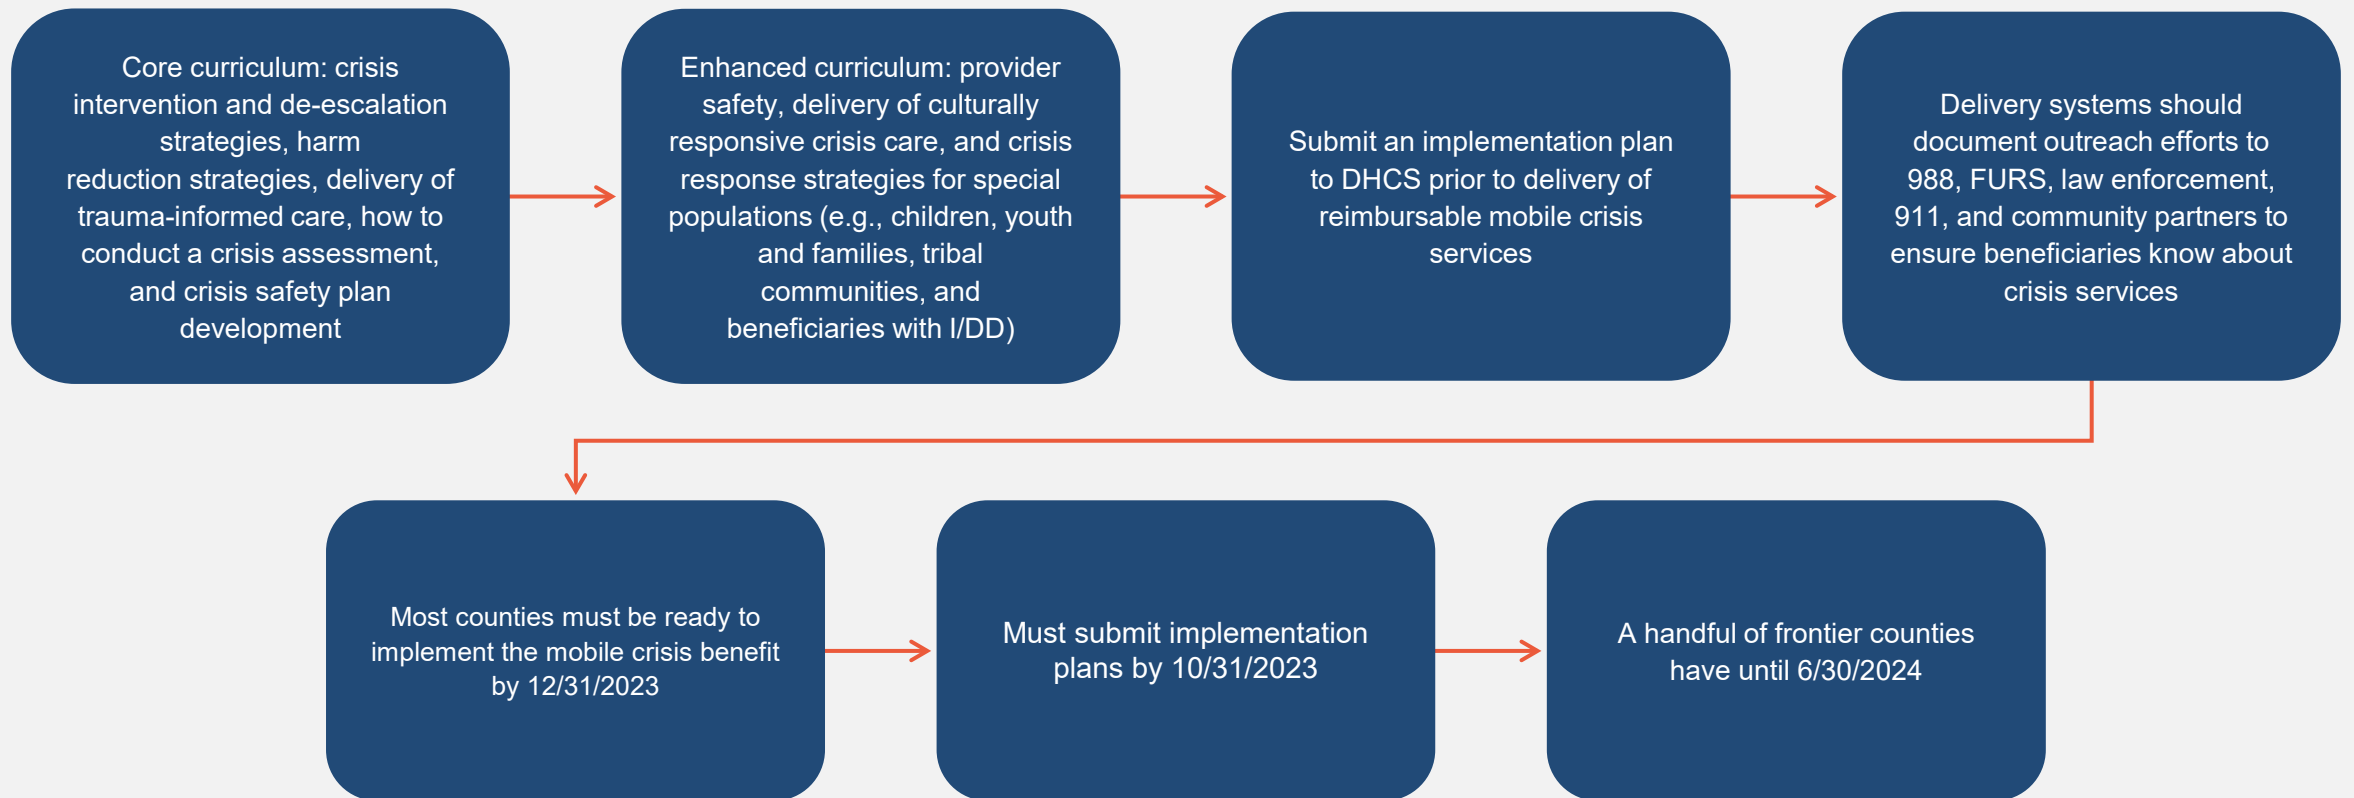 Core curriculum: crisis
intervention and de-escalation
strategies, harm
reduction strategies, delivery of
trauma-informed care, how to
conduct a crisis assessment,
and crisis safety plan
development
Enhanced curriculum: provider
safety, delivery of culturally
responsive crisis care, and crisis
response strategies for special
populations (e.g., children, youth
and families, tribal
communities, and
beneficiaries with I/DD)
Submit an implementation plan
to DHCS prior to delivery of
reimbursable mobile crisis
services
Delivery systems should
document outreach efforts to
988, FURS, law enforcement,
911, and community partners to
ensure beneficiaries know about
crisis services
Most counties must be ready to
implement the mobile crisis benefit
by 12/31/2023
Must submit implementation
plans by 10/31/2023
A handful of frontier counties
have until 6/30/2024